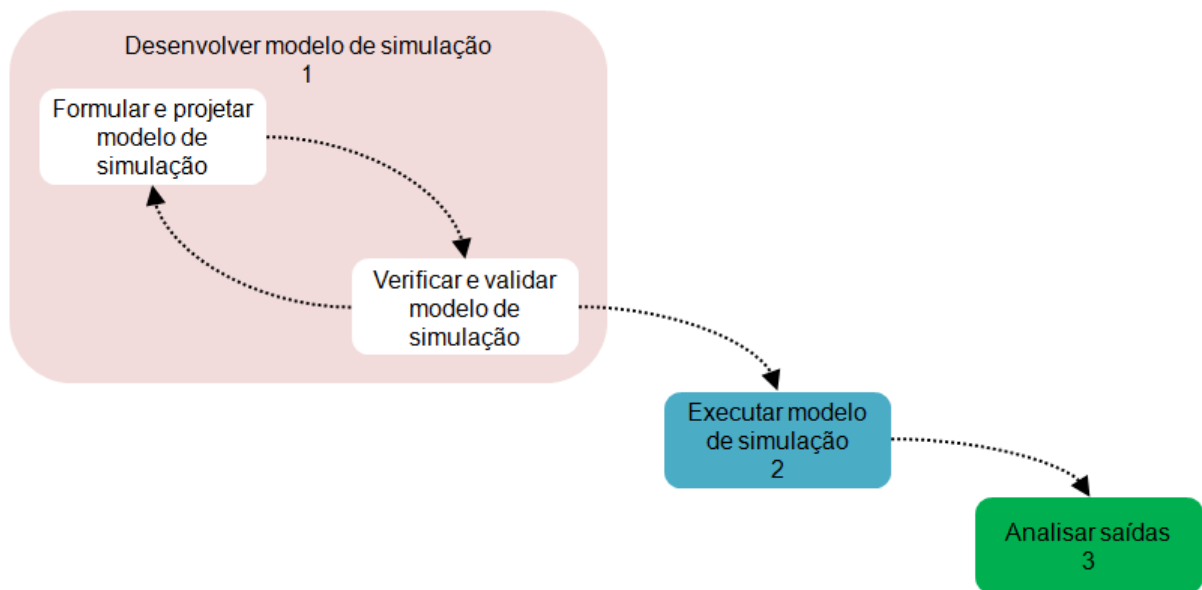 Desenvolver modelo de simulação
1
Formular e projetar
modelo de
simulação
Verificar e validar
modelo de
simulação
Executar modelo
de simulação
2
Analisar saídas
3